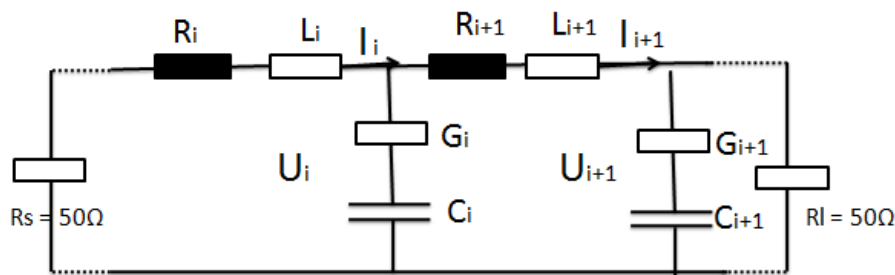 Ri Li Ii Ri+1 Li+1 Ii+1
Gi Gi+1
Ui Ui+1
Rs = 50Ω Ci Ci+1 Rl = 50Ω